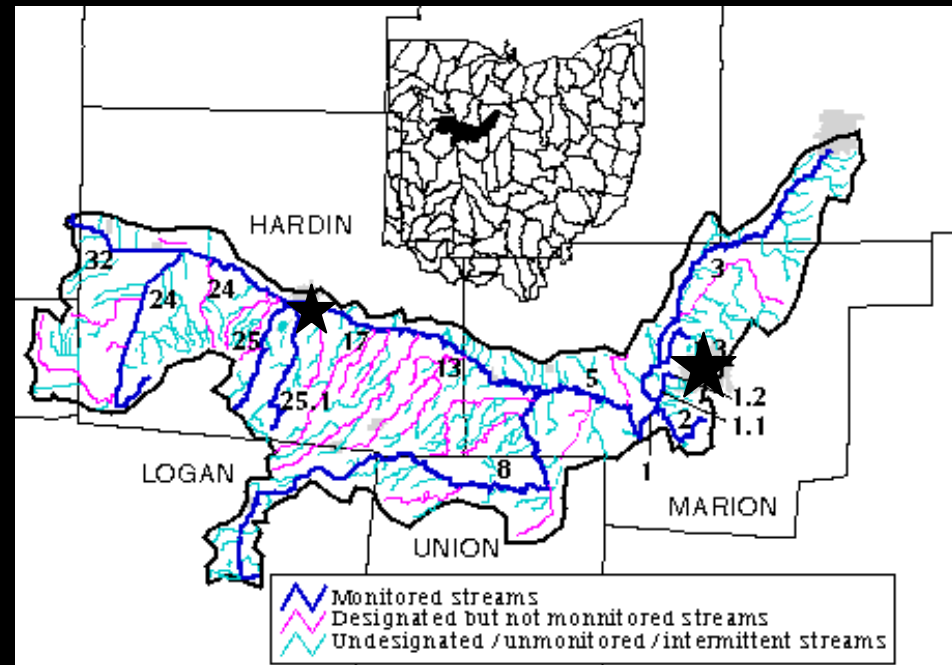 HARDIN
32
3
24
24
25
17
3
13
5
25.1
1.2
2
1.1
LOGAN
8
1
MARION
UNION
Monitored streams
Designated but not monnitored streams
Undesignated /unmonitored /intermittent streams